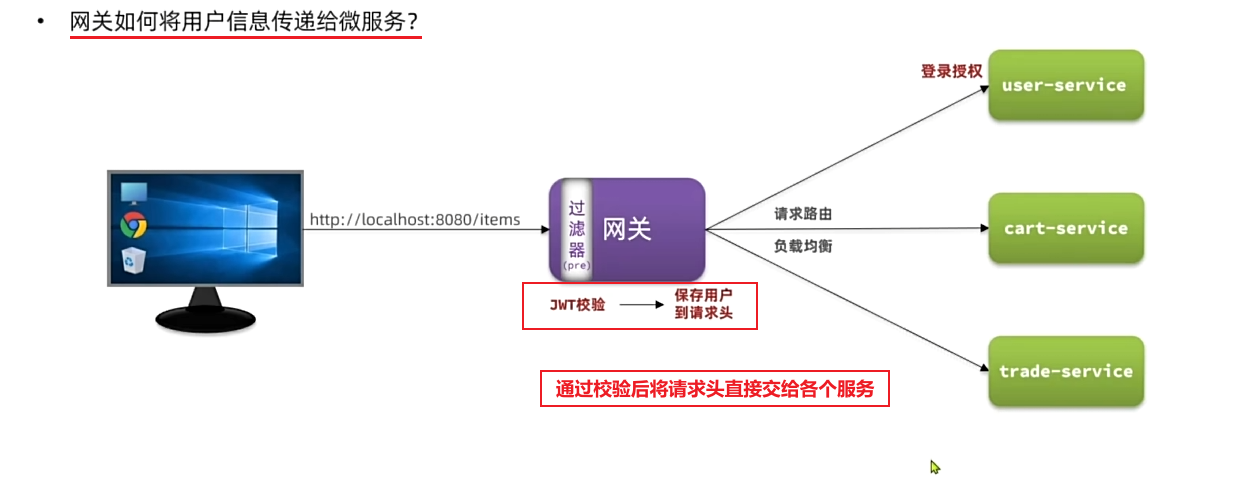 • 网关如何将用户信息传递给微服务？
登录授权
user-service
http://localhost:8080/items
过滤器
(pre)
网关
请求路由
负载均衡
cart-service
JWT校验
保存用户
到请求头
trade-service
通过校验后将请求头直接交给各个服务